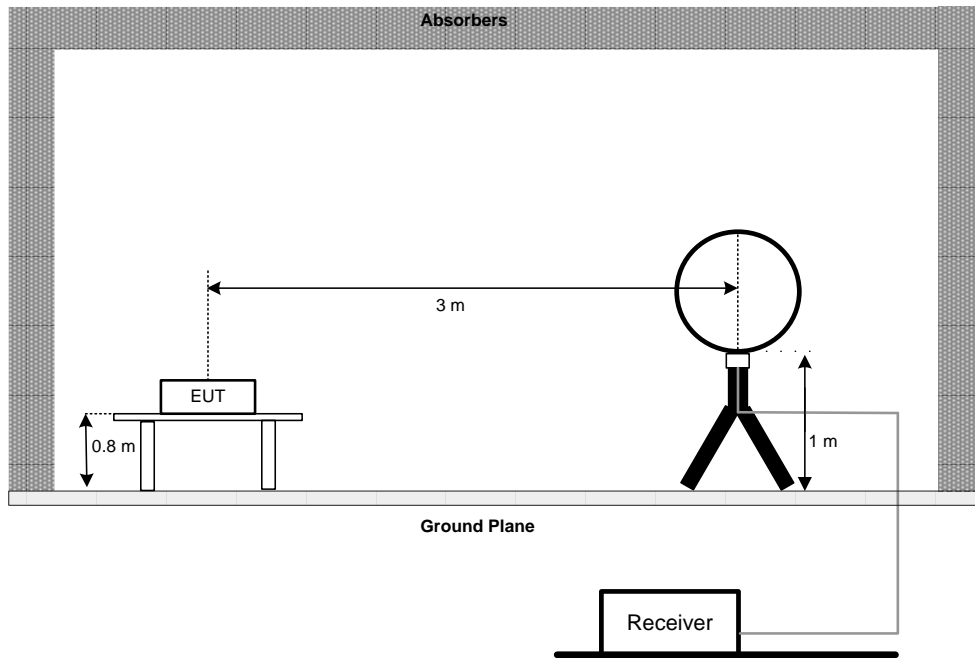 Absorbers
3 m
EUT
0.8 m
1 m
Ground Plane
Receiver